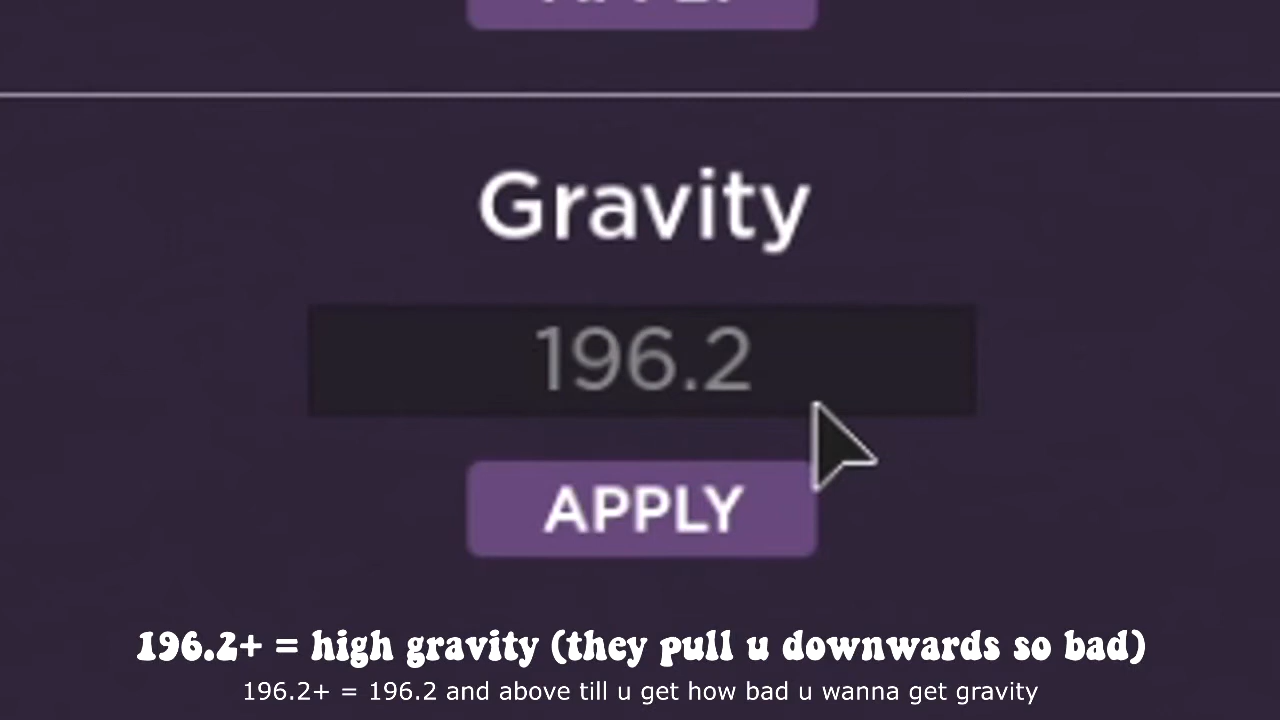 APPLY
Gravity
196.2
APPLY
196.2+ = high gravity (they pull u downwards so bad)
196.2+ = 196.2 and above till u get how bad u wanna get gravity